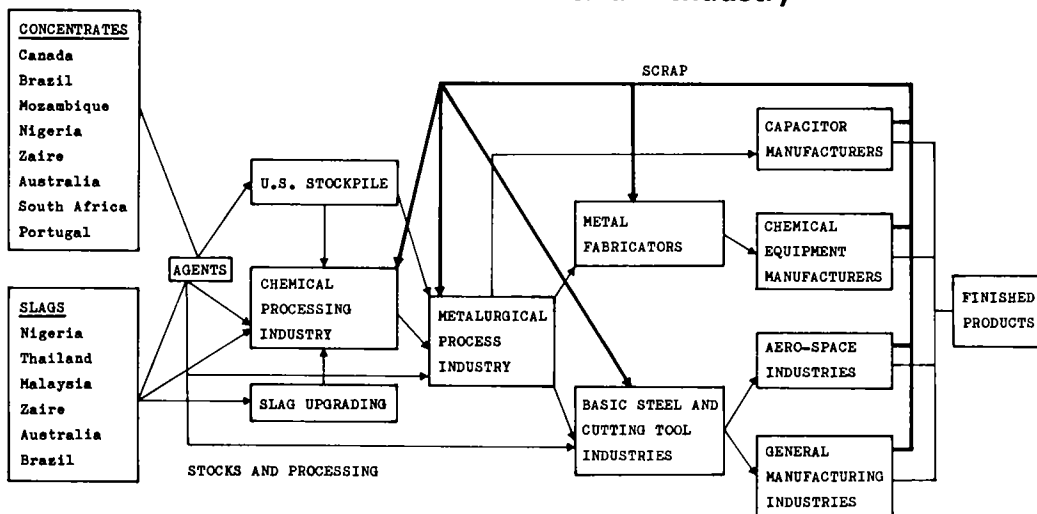 Industry
CONCENTRATES
Canada
Brazil
Mozambique
Nigeria
Zaire
Australia
South Africa
Portugal
SCRAP
CAPACITOR
MANUFACTURERS
U.S. STOCKPILE
METAL
FABRICATORS
CHEMICAL
EQUIPMENT
MANUFACTURERS
AGENTS
CHEMICAL
PROCESSING
INDUSTRY
SLAGS
Nigeria
Thailand
Malaysia
Zaire
Australia
Brazil
METALURGICAL
PROCESS
INDUSTRY
FINISHED
PRODUCTS
AERO-SPACE
INDUSTRIES
SLAG UPGRADING
BASIC STEEL AND
CUTTING TOOL
INDUSTRIES
GENERAL
MANUFACTURING
INDUSTRIES
STOCKS AND PROCESSING